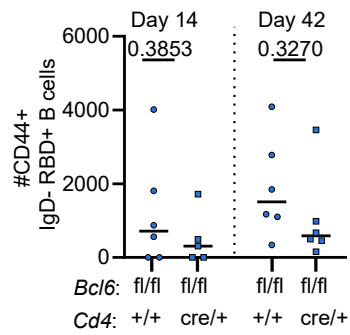 Day 14 Day 42
0.3853 0.3270
6000
4000
2000
0
#CD44+
IgD- RBD+ B cells
Bcl6: fl/fl fl/fl fl/fl fl/fl
Cd4: +/+ cre/+ +/+ cre/+